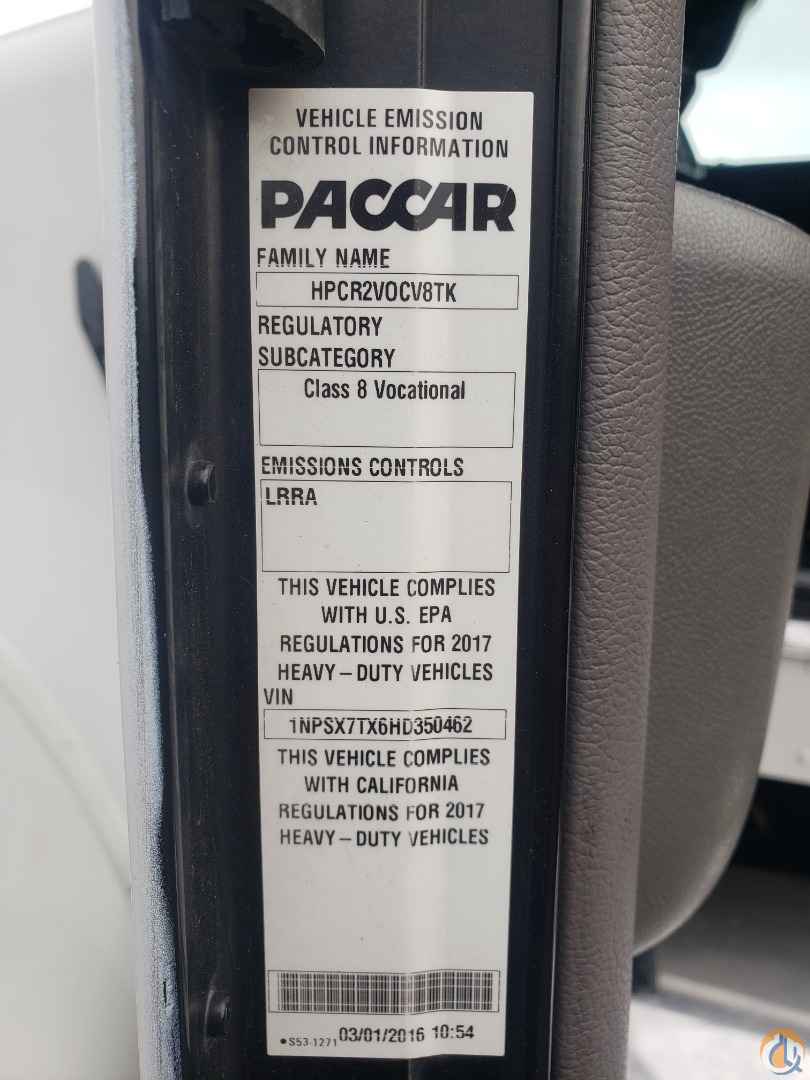 VEHICLE EMISSION
CONTROL INFORMATION
PACCAR
FAMILY NAME
HPCR2VOCV8TK
REGULATORY
SUBCATEGORY
Class 8 Vocational
EMISSIONS CONTROLS
LRRA
THIS VEHICLE COMPLIES
WITH U.S. EPA
REGULATIONS FOR 2017
HEAVY-DUTY VEHICLES
VIN
1NPSX7TX6HD350462
THIS VEHICLE COMPLIES
WITH CALIFORNIA
REGULATIONS FOR 2017
HEAVY-DUTY VEHICLES
•S53-1271 03/01/2016 10:54